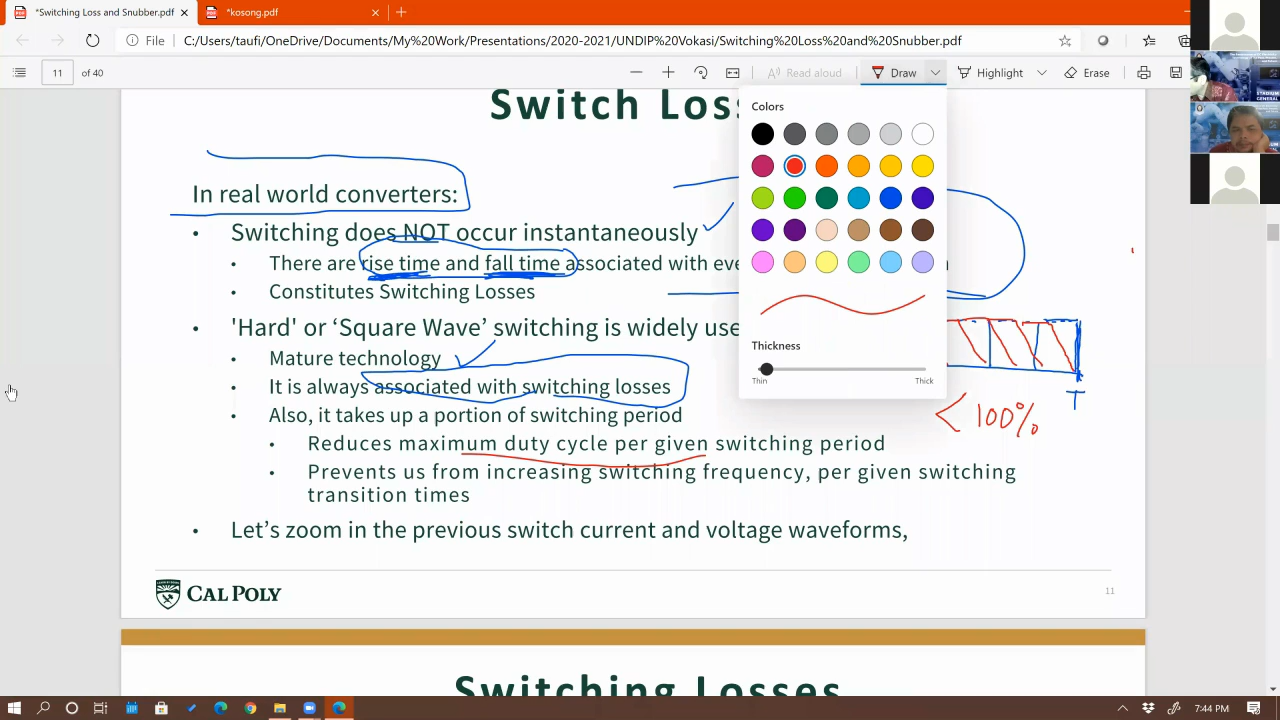 *Switching Loss and Snubber.pdf
*kosong.pdf
File
C:/Users/taufi/OneDrive/Documents/My%20Work/Presentations/2020-2021/UNDIP%20Vokasi/Switching%20Loss%20and%20Snubber.pdf
11 of 40
Read aloud
Draw
Highlight
Erase
STADIUM
GENERAL
Switch Los
Colors
Thickness
Thin
Thick
In real world converters:
• Switching does NOT occur instantaneously
• There are rise time and fall time associated with eve
• Constitutes Switching Losses
• 'Hard' or ‘Square Wave’ switching is widely use
• Mature technology
• It is always associated with switching losses
• Also, it takes up a portion of switching period
• Reduces maximum duty cycle per given switching period
• Prevents us from increasing switching frequency, per given switching
transition times
• Let’s zoom in the previous switch current and voltage waveforms,
T
< 100%
CAL POLY
11
Switching Losses
7:44 PM